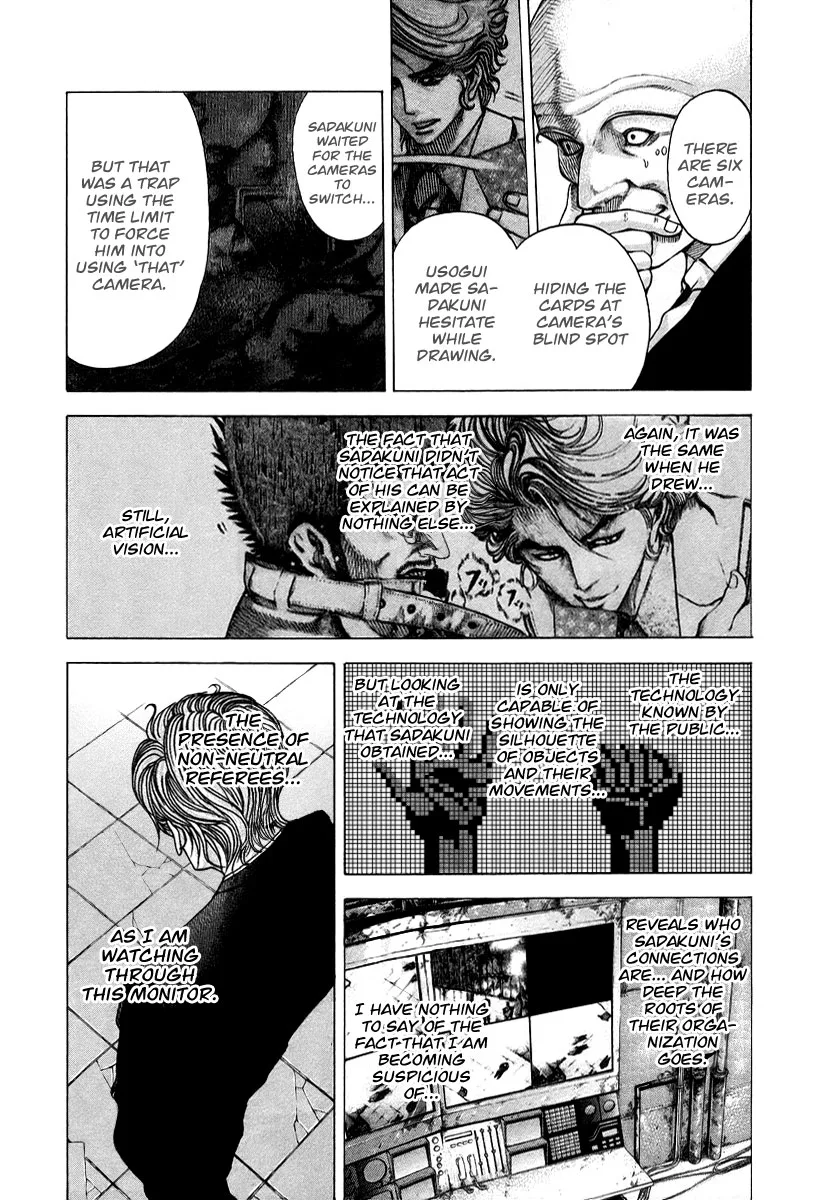 THERE
ARE SIX
CAM-
ERAS.
HIDING THE
CARDS AT
CAMERA'S
BLIND SPOT
USOGUI
MADE SA-
DAKUNI
HESITATE
WHILE
DRAWING.
SADAKUNI
WAITED
FOR THE
CAMERAS
TO
SWITCH...
BUT THAT
WAS A TRAP
USING THE
TIME LIMIT
TO FORCE
HIM INTO
USING 'THAT'
CAMERA.
AGAIN, IT WAS
THE SAME
WHEN HE
DREW...
THE FACT THAT
SADAKUNI DIDN'T
NOTICE THAT ACT
OF HIS CAN BE
EXPLAINED BY
NOTHING ELSE...
STILL,
ARTIFICIAL
VISION...
THE
TECHNOLOGY
KNOWN BY
THE PUBLIC...
IS ONLY
CAPABLE OF
SHOWING THE
SILHOUETTE
OF OBJECTS
AND THEIR
MOVEMENTS...
BUT LOOKING
AT THE
TECHNOLOGY
THAT SADAKUNI
OBTAINED...
REVEALS WHO
SADAKUNI'S
CONNECTIONS
ARE... AND HOW
DEEP THE
ROOTS OF
THEIR ORGA-
NIZATION
GOES.
I HAVE NOTHING
TO SAY OF THE
FACT THAT I AM
BECOMING
SUSPICIOUS
OF...
THE
PRESENCE OF
NON-NEUTRAL
REFEREES...
AS I AM
WATCHING
THROUGH
THIS MONITOR.